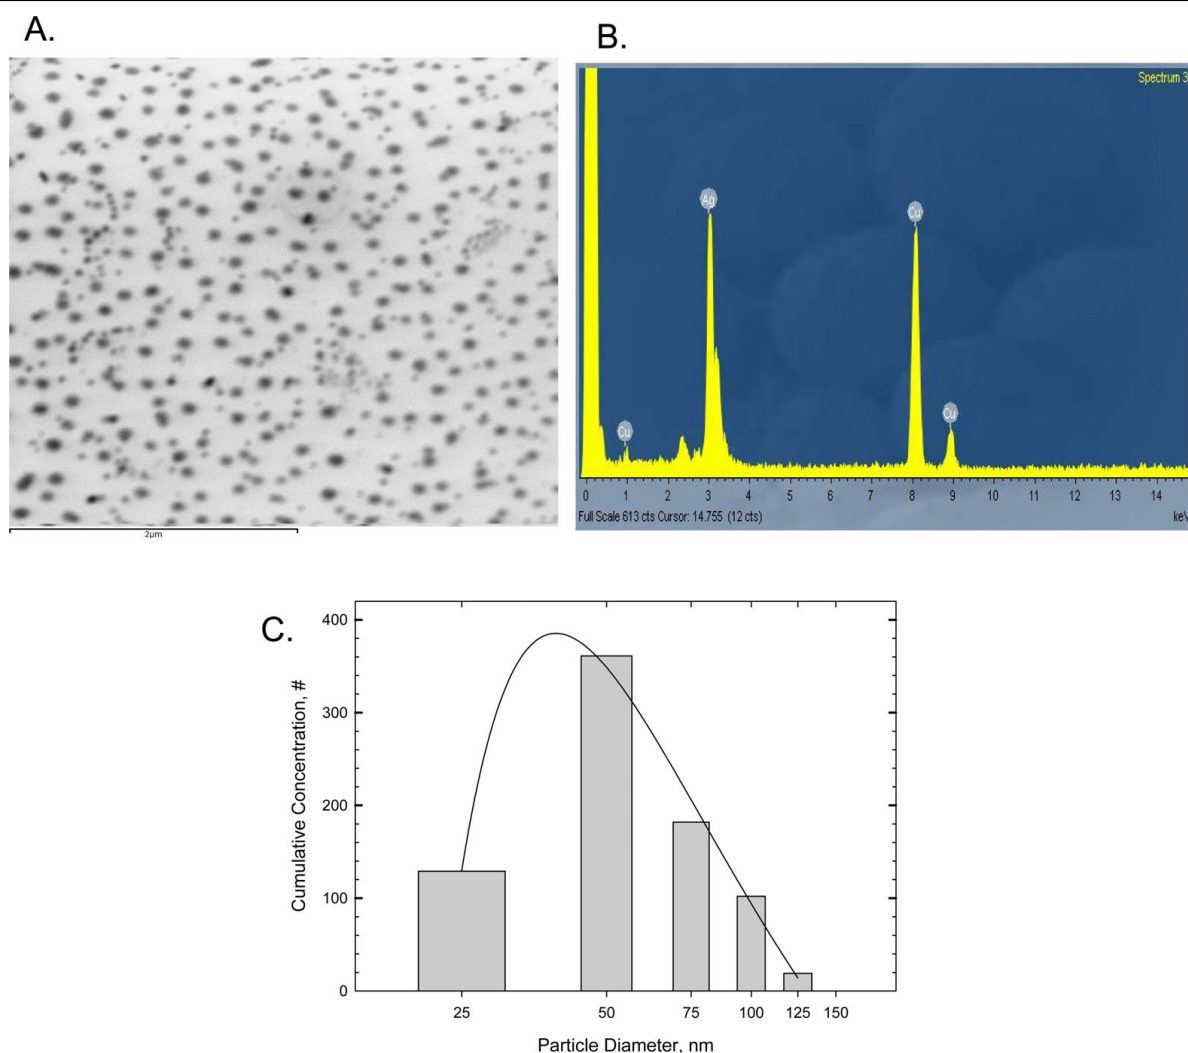 A.
B.
2µm
Spectrum 3
Ag
Cu
Cu
Cu
0 1 2 3 4 5 6 7 8 9 10 11 12 13 14
Full Scale 613 cts Cursor: 14.755 (12 cts)
keV
C.
Cumulative Concentration, #
400
300
200
100
0
25 50 75 100 125 150
Particle Diameter, nm